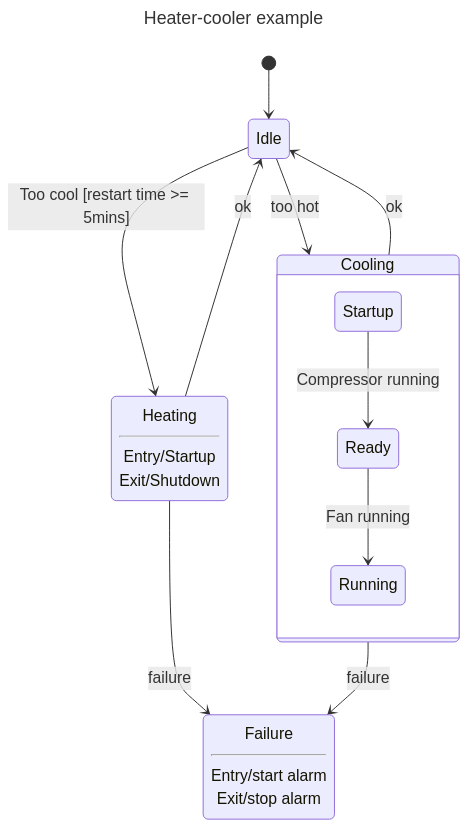 Heater-cooler example
Idle
Too cool [restart time >=
5mins]
ok
too hot
ok
Cooling
Startup
Compressor running
Ready
Fan running
Running
Heating
Entry/Startup
Exit/Shutdown
failure
failure
Failure
Entry/start alarm
Exit/stop alarm